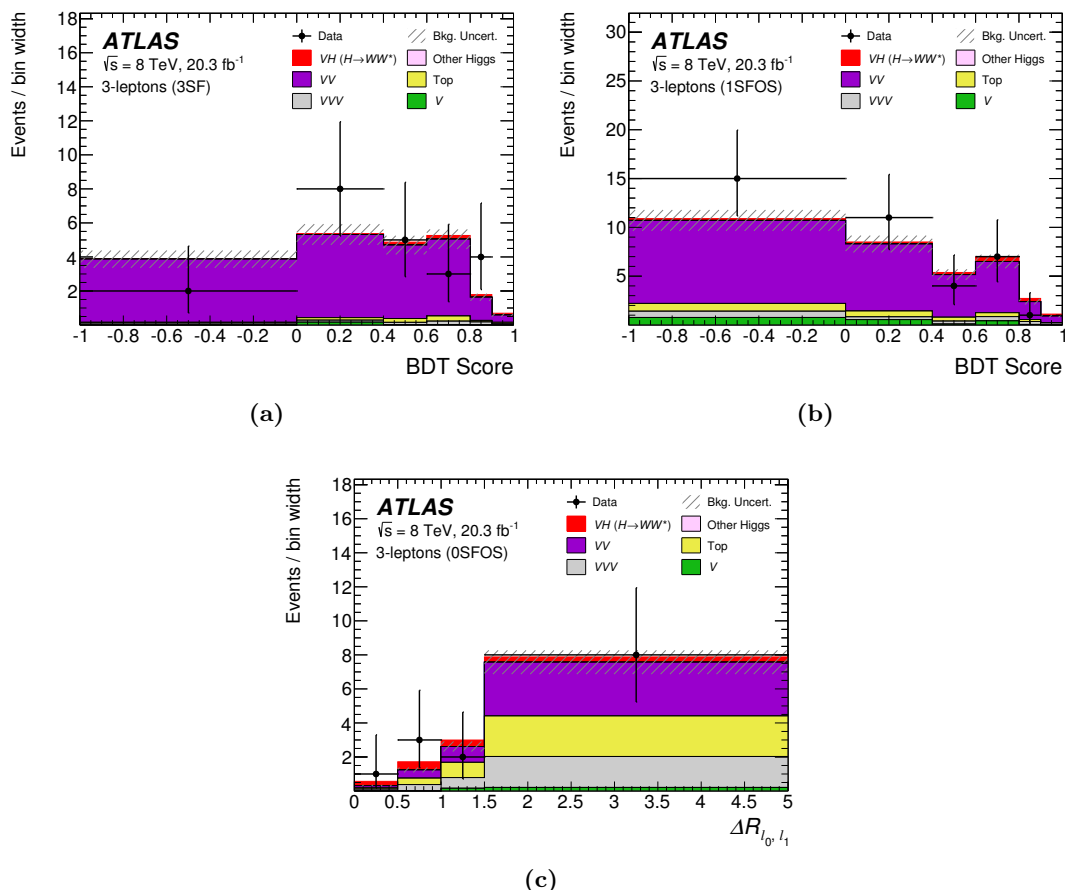 Events / bin width
18
16
14
12
10
8
6
4
2
ATLAS
√s = 8 TeV, 20.3 fb⁻¹
3-leptons (3SF)
Data
Bkg. Uncert.
VH (H→WW*)
Other Higgs
VV
Top
VVV
V
-1 -0.8 -0.6 -0.4 -0.2 0 0.2 0.4 0.6 0.8 1
BDT Score
(a)
Events / bin width
30
25
20
15
10
5
ATLAS
√s = 8 TeV, 20.3 fb⁻¹
3-leptons (1SFOS)
Data
Bkg. Uncert.
VH (H→WW*)
Other Higgs
VV
Top
VVV
V
-1 -0.8 -0.6 -0.4 -0.2 0 0.2 0.4 0.6 0.8 1
BDT Score
(b)
Events / bin width
18
16
14
12
10
8
6
4
2
ATLAS
√s = 8 TeV, 20.3 fb⁻¹
3-leptons (0SFOS)
Data
Bkg. Uncert.
VH (H→WW*)
Other Higgs
VV
Top
VVV
V
0 0.5 1 1.5 2 2.5 3 3.5 4 4.5 5
ΔR l₀, l₁
(c)